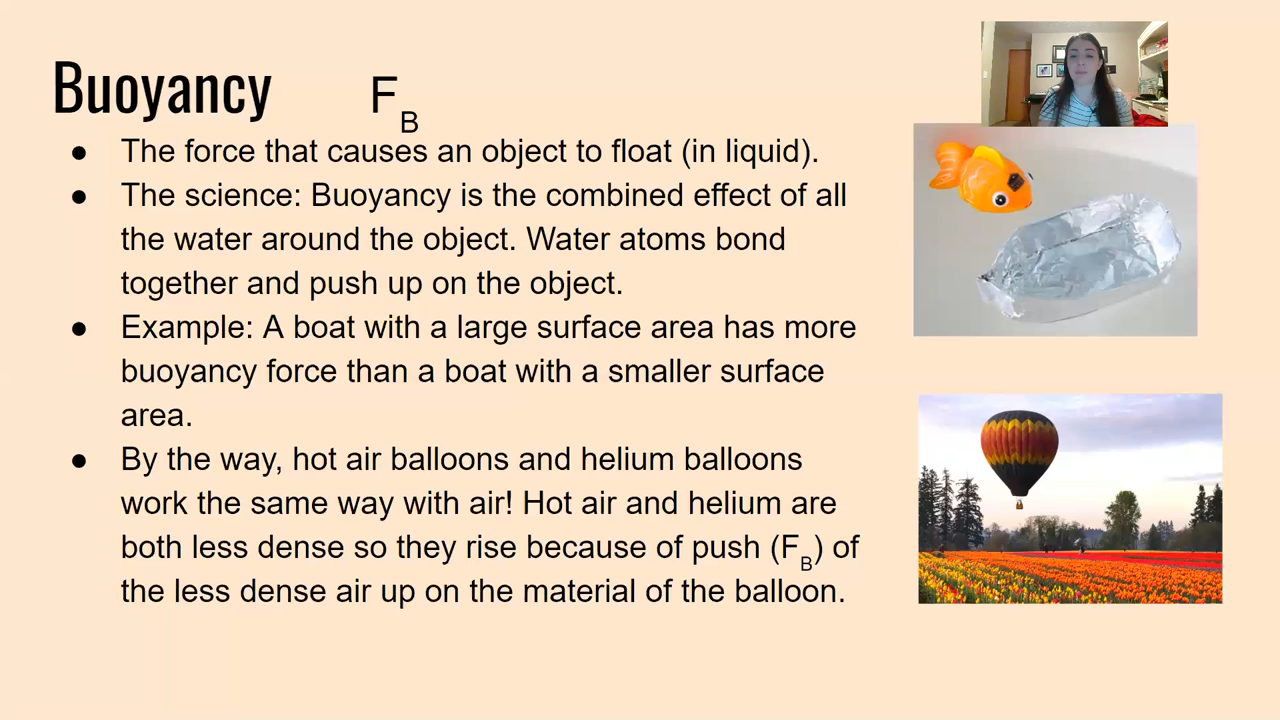 Buoyancy F_B
● The force that causes an object to float (in liquid).
● The science: Buoyancy is the combined effect of all
the water around the object. Water atoms bond
together and push up on the object.
● Example: A boat with a large surface area has more
buoyancy force than a boat with a smaller surface
area.
● By the way, hot air balloons and helium balloons
work the same way with air! Hot air and helium are
both less dense so they rise because of push (F_B) of
the less dense air up on the material of the balloon.